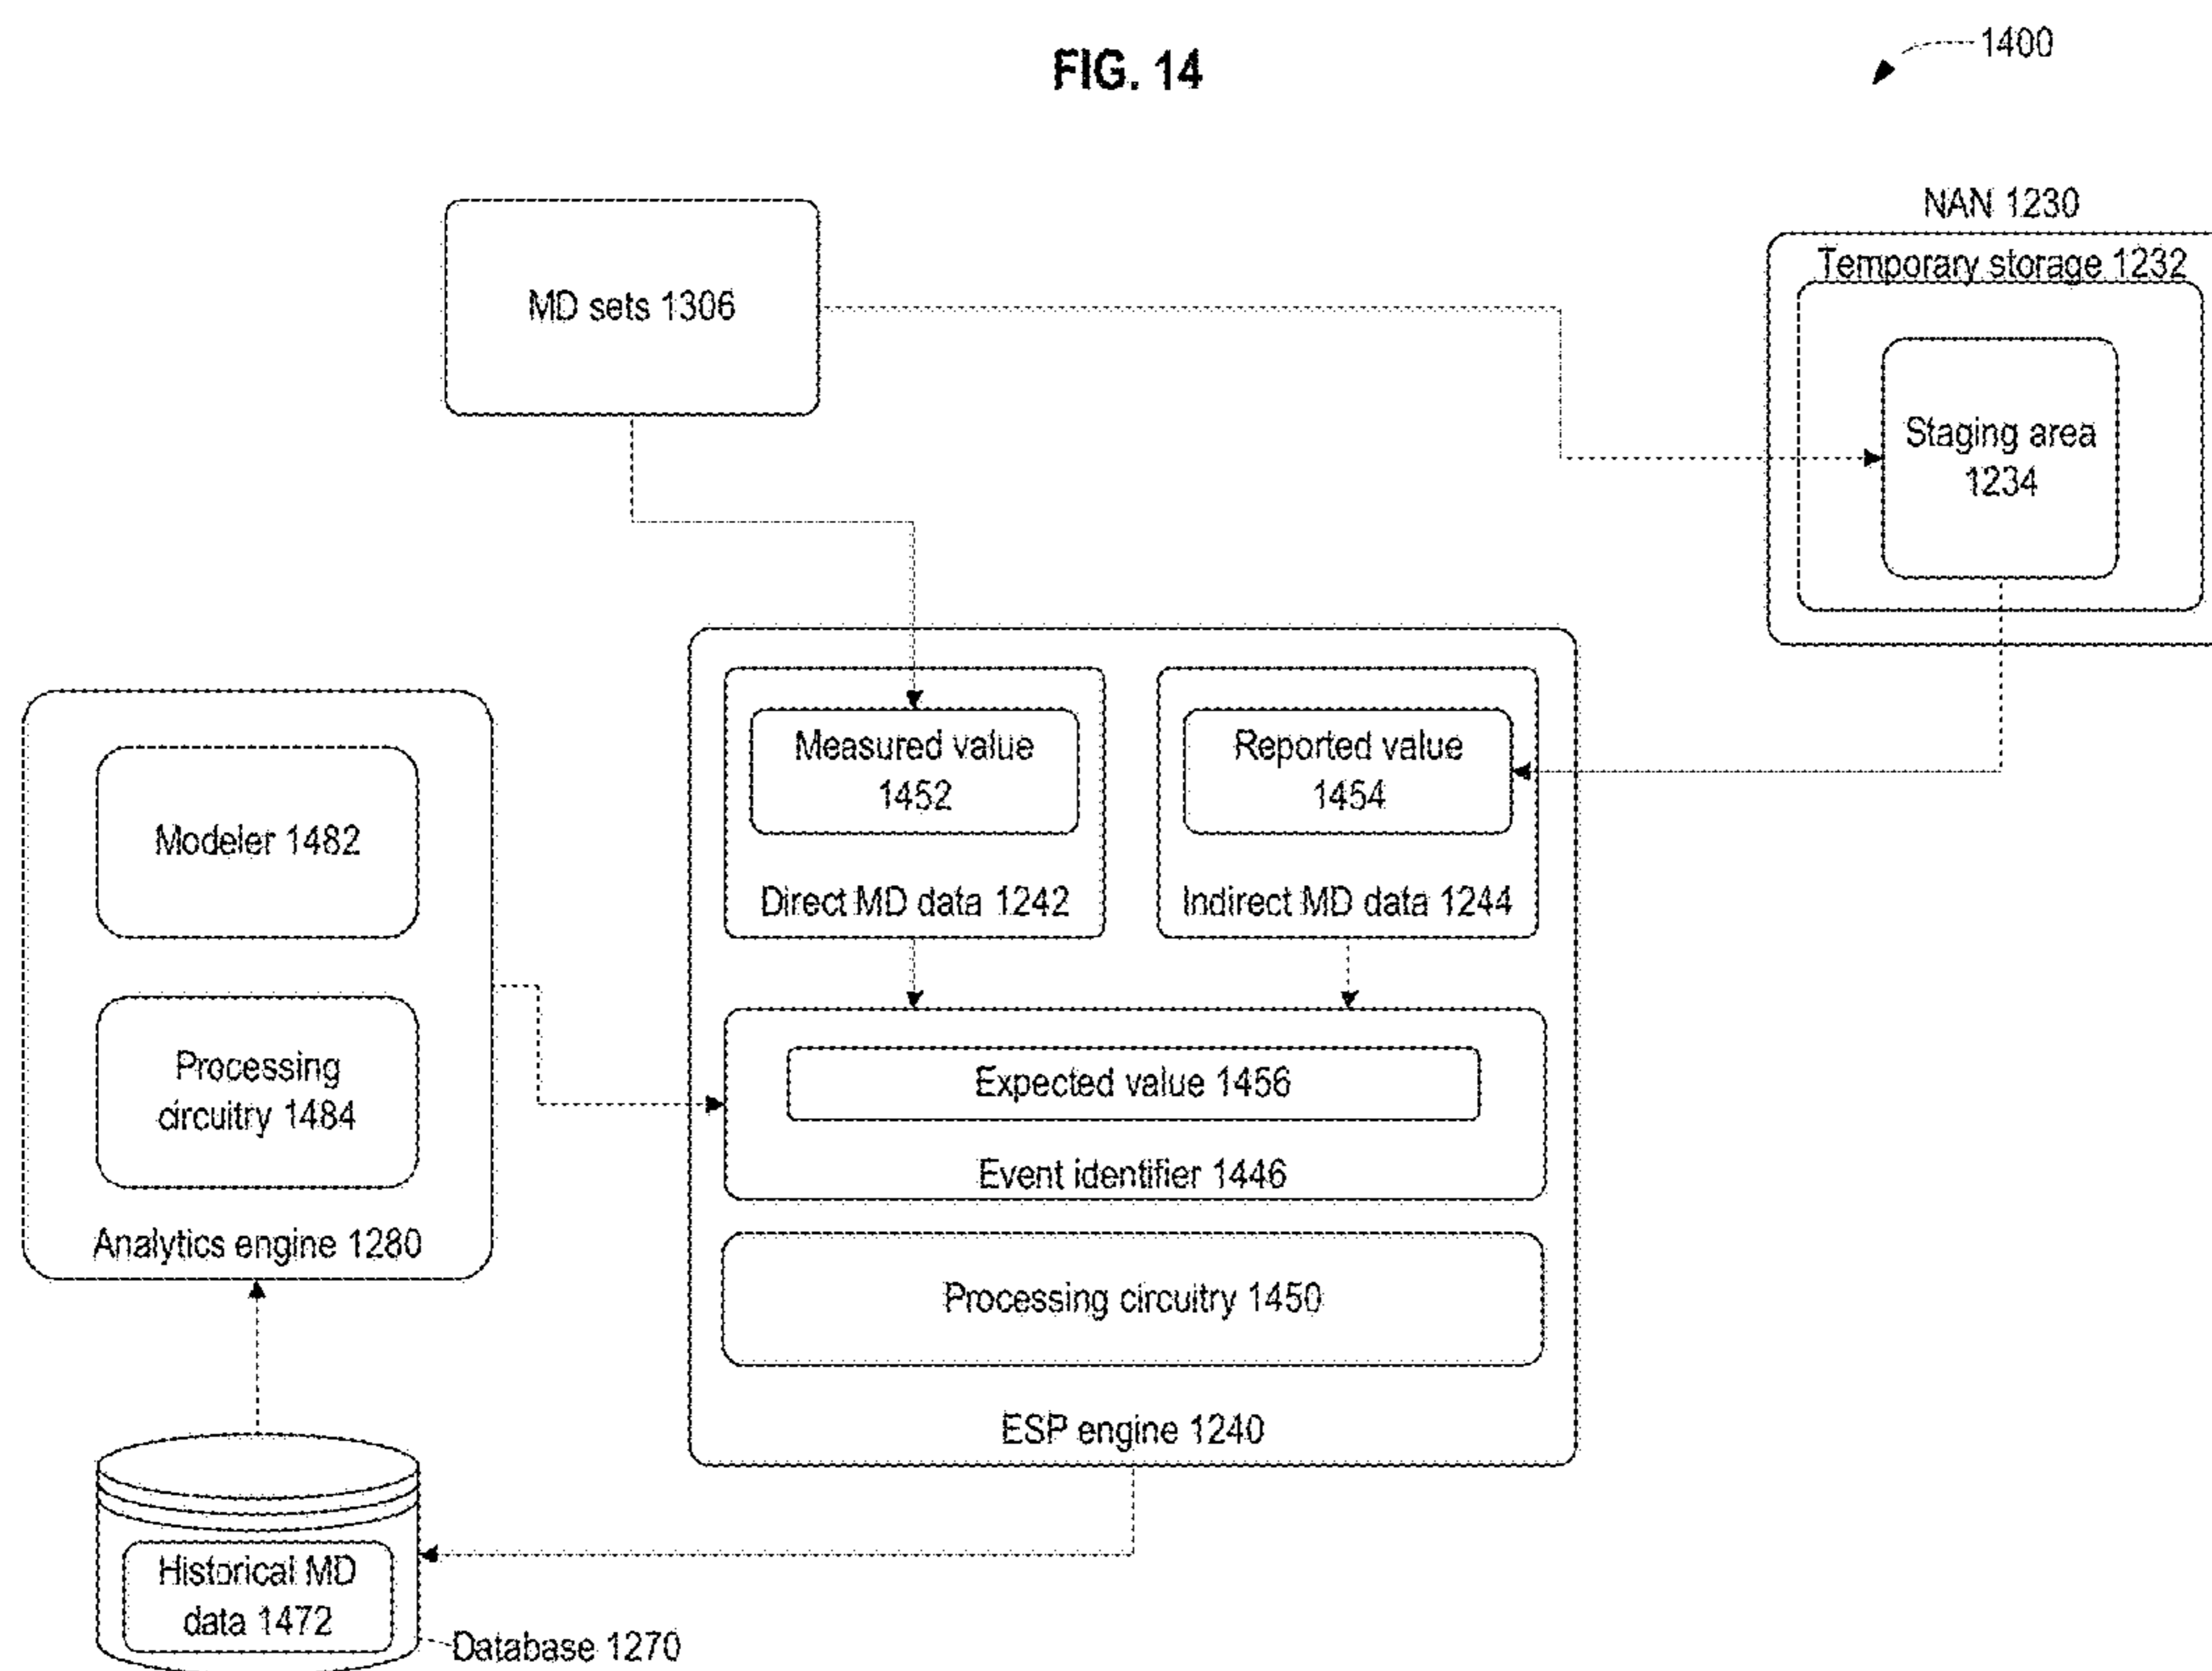 FIG. 14
1400
MD sets 1306
NAN 1230
Temporary storage 1232
Staging area
1234
Measured value
1452
Direct MD data 1242
Reported value
1454
Indirect MD data 1244
Modeler 1482
Processing
circuitry 1484
Analytics engine 1280
Expected value 1456
Event identifier 1446
Processing circuitry 1450
ESP engine 1240
Historical MD
data 1472
Database 1270